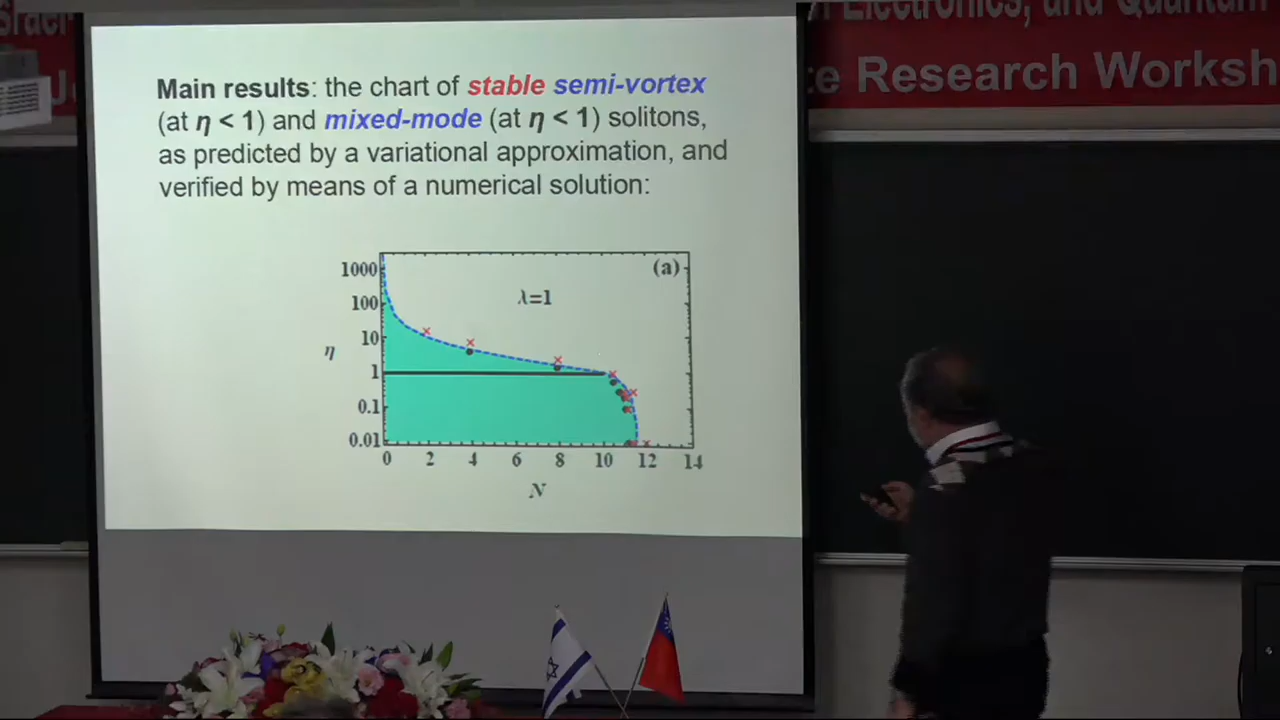 Israel
Electronics, and Quantum
te Research Worksh
Main results: the chart of stable semi-vortex
(at η < 1) and mixed-mode (at η < 1) solitons,
as predicted by a variational approximation, and
verified by means of a numerical solution:
(a)
λ=1
1000
100
10
1
0.1
0.01
η
0 2 4 6 8 10 12 14
N